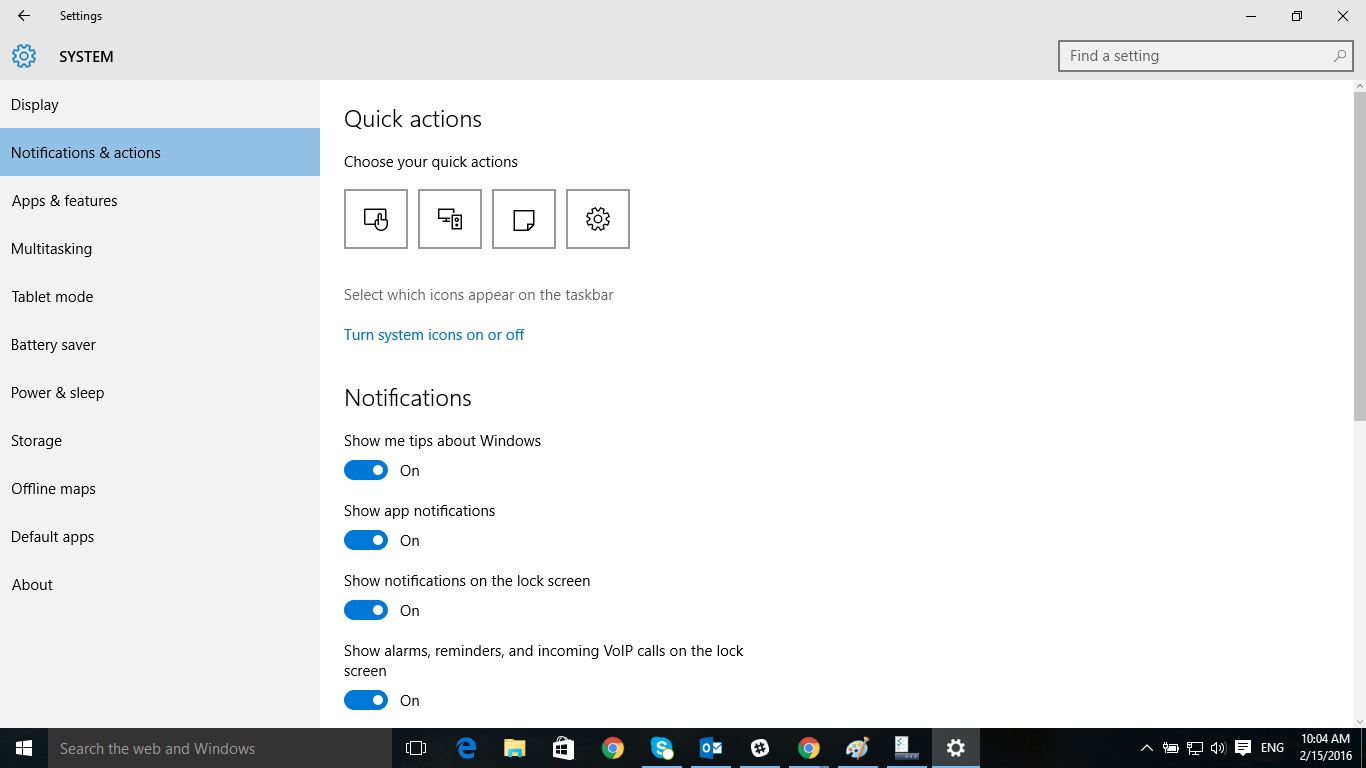 Settings
SYSTEM
Find a setting
Display
Notifications & actions
Apps & features
Multitasking
Tablet mode
Battery saver
Power & sleep
Storage
Offline maps
Default apps
About
Quick actions
Choose your quick actions
Select which icons appear on the taskbar
Turn system icons on or off
Notifications
Show me tips about Windows
On
Show app notifications
On
Show notifications on the lock screen
On
Show alarms, reminders, and incoming VoIP calls on the lock
screen
On
Search the web and Windows
ENG
10:04 AM
2/15/2016